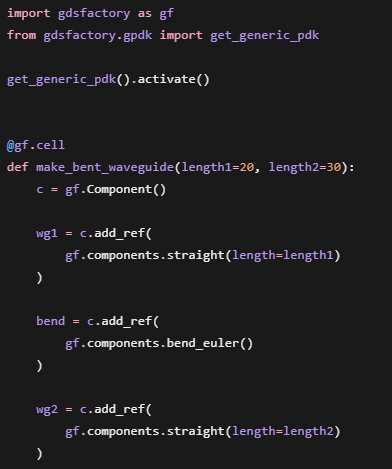 import gdsfactory as gf
from gdsfactory.gpdk import get_generic_pdk

get_generic_pdk().activate()


@gf.cell
def make_bent_waveguide(length1=20, length2=30):
    c = gf.Component()

    wg1 = c.add_ref(
        gf.components.straight(length=length1)
    )

    bend = c.add_ref(
        gf.components.bend_euler()
    )

    wg2 = c.add_ref(
        gf.components.straight(length=length2)
    )